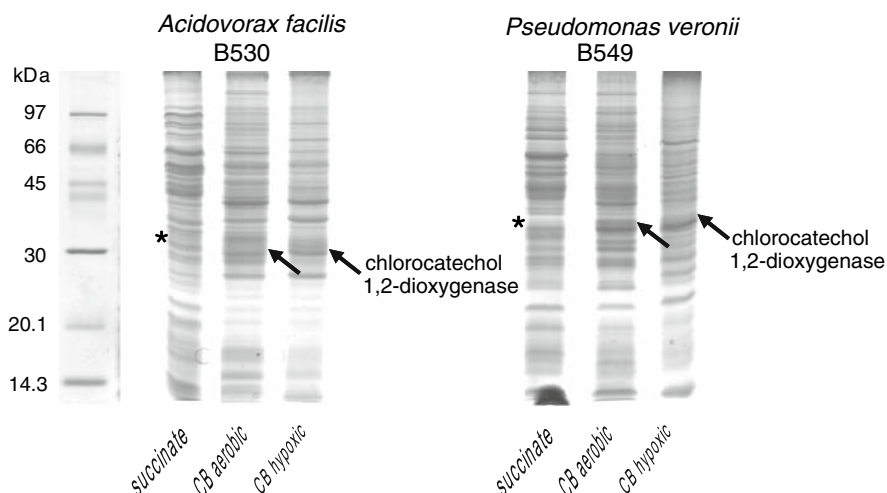 Acidovorax facilis
B530
Pseudomonas veronii
B549
kDa
97
66
45
30
20.1
14.3
*
chlorocatechol
1,2-dioxygenase
*
chlorocatechol
1,2-dioxygenase
succinate
CB aerobic
CB hypoxic
succinate
CB aerobic
CB hypoxic